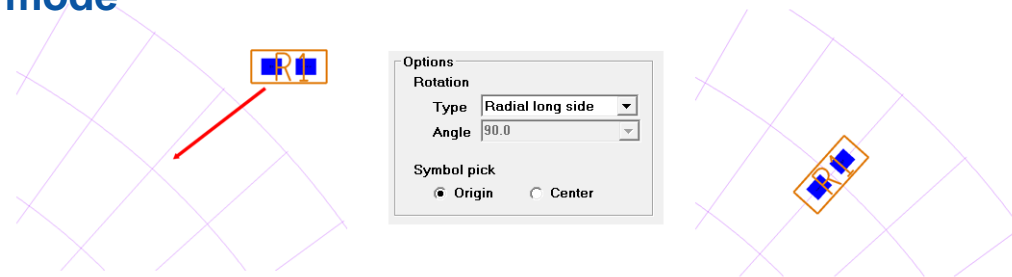 mode
R1
Options
Rotation
Type Radial long side
Angle 90.0
Symbol pick
Origin Center
R1